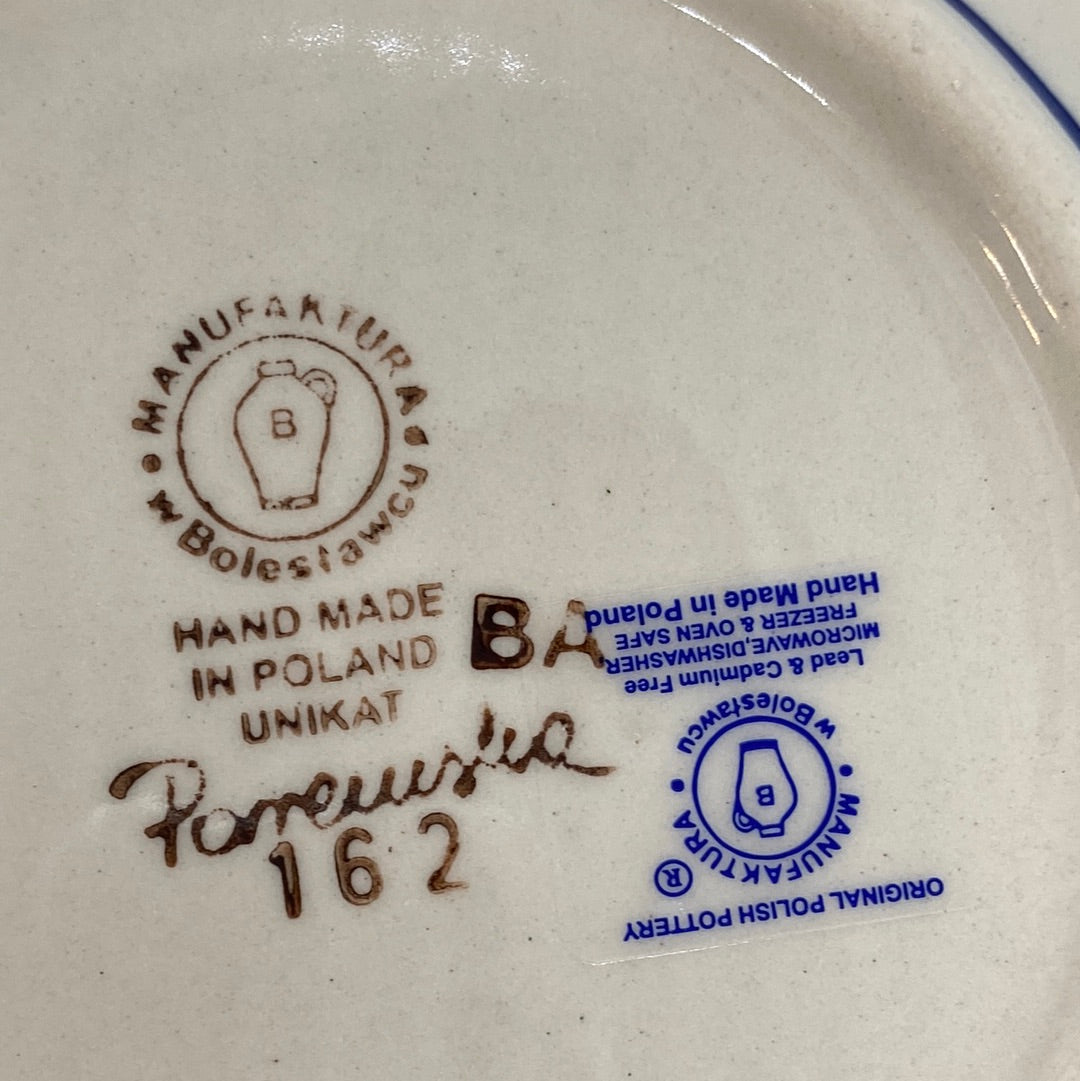 MANUFAKTURA
w Bolesławcu
B
HAND MADE
IN POLAND
UNIKAT
BA
162
ORIGINAL POLISH POTTERY
®
MANUFAKTURA
w Bolesławcu
B
Lead & Cadmium Free
MICROWAVE,DISHWASHER
FREEZER & OVEN SAFE
Hand Made in Poland